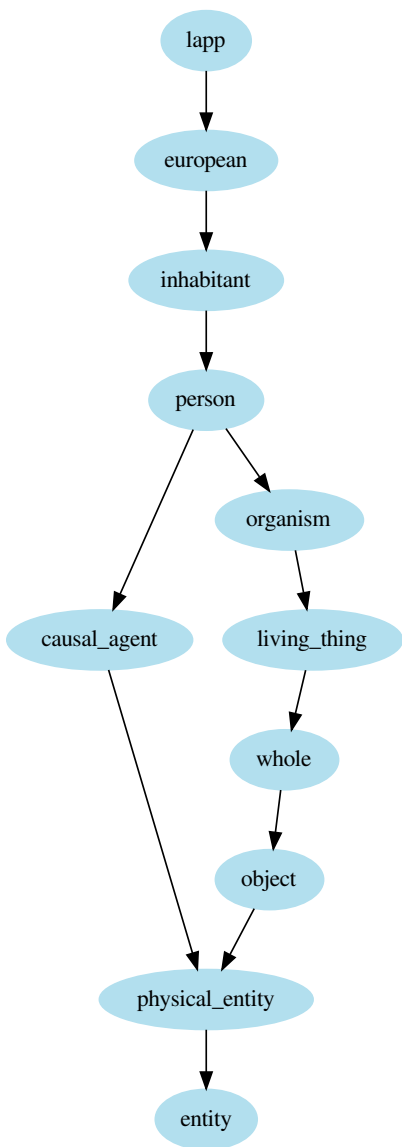 lapp
european
inhabitant
person
organism
causal_agent
living_thing
whole
object
physical_entity
entity